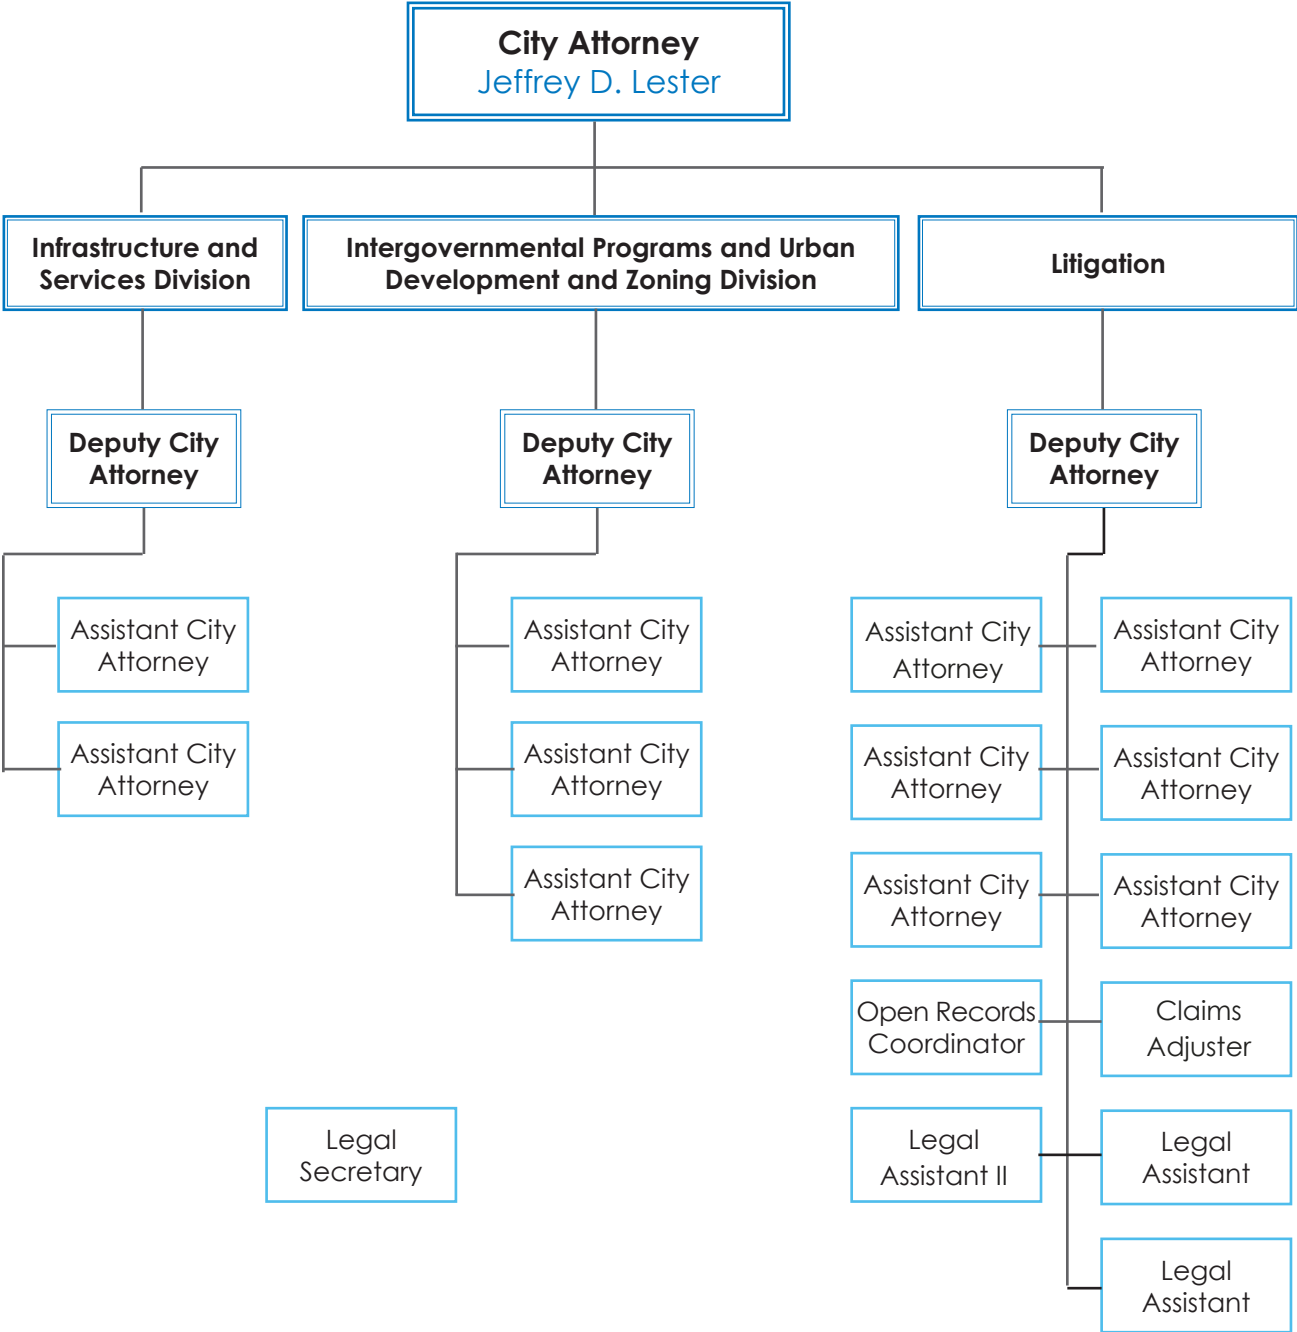 City Attorney
Jeffrey D. Lester
Infrastructure and
Services Division
Intergovernmental Programs and Urban
Development and Zoning Division
Litigation
Deputy City
Attorney
Deputy City
Attorney
Deputy City
Attorney
Assistant City
Attorney
Assistant City
Attorney
Assistant City
Attorney
Assistant City
Attorney
Assistant City
Attorney
Assistant City
Attorney
Assistant City
Attorney
Assistant City
Attorney
Assistant City
Attorney
Assistant City
Attorney
Assistant City
Attorney
Open Records
Coordinator
Claims
Adjuster
Legal
Secretary
Legal
Assistant II
Legal
Assistant
Legal
Assistant